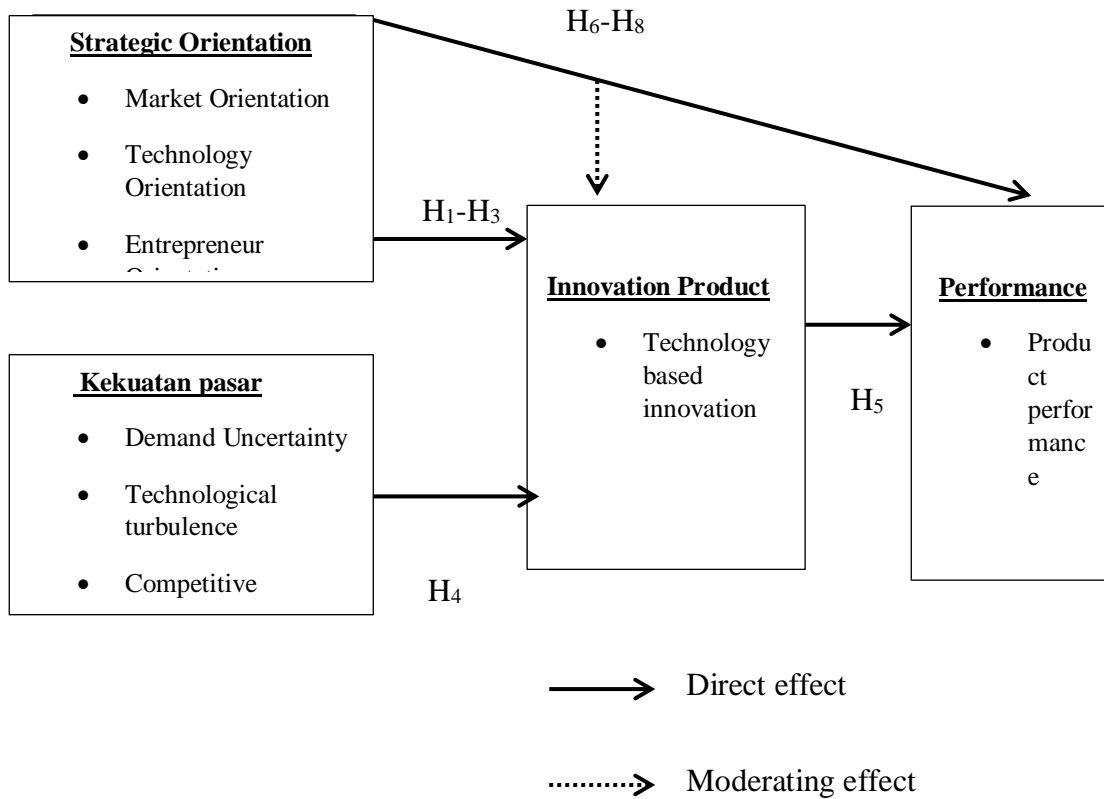 H6-H8
Strategic Orientation
• Market Orientation
• Technology
Orientation
• Entrepreneur
H1-H3
Innovation Product
• Technology
based
innovation
Performance
• Produ
ct
perfor
manc
e
Kekuatan pasar
• Demand Uncertainty
• Technological
turbulence
• Competitive
H5
H4
Direct effect
Moderating effect